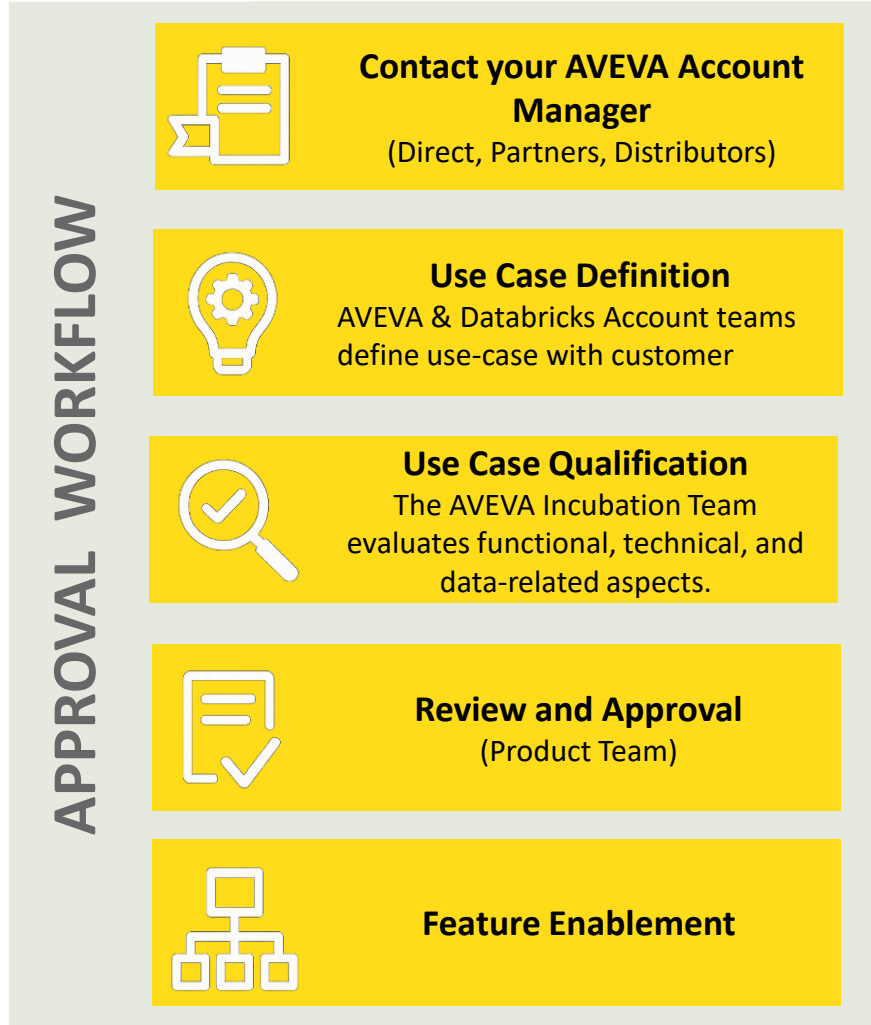 APPROVAL WORKFLOW
Contact your AVEVA Account
Manager
(Direct, Partners, Distributors)
Use Case Definition
AVEVA & Databricks Account teams
define use-case with customer
Use Case Qualification
The AVEVA Incubation Team
evaluates functional, technical, and
data-related aspects.
Review and Approval
(Product Team)
Feature Enablement